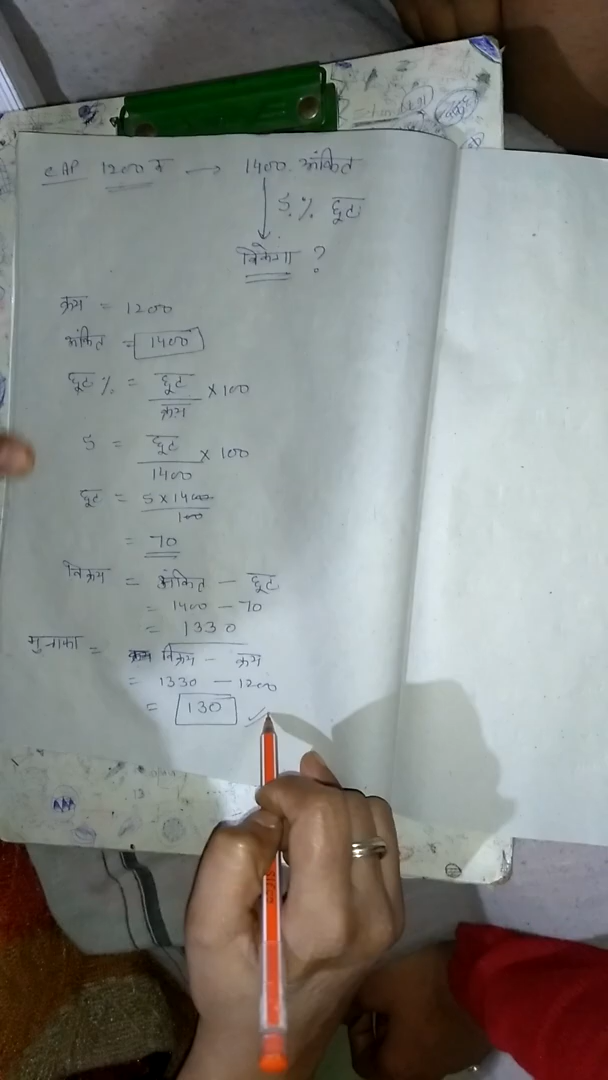 CAP 1200 रु → 1400. अंकित
5.% छूट
बिकेगा ?
क्रय = 1200
अंकित = 1400
छूट % = छूट/क्रय × 100
5 = छूट/1400 × 100
छूट = 5 × 1400/100
= 70
विक्रय = अंकित - छूट
= 1400 - 70
= 1330
मुनाफा = विक्रय - क्रय
= 1330 - 1200
= 130 ✓